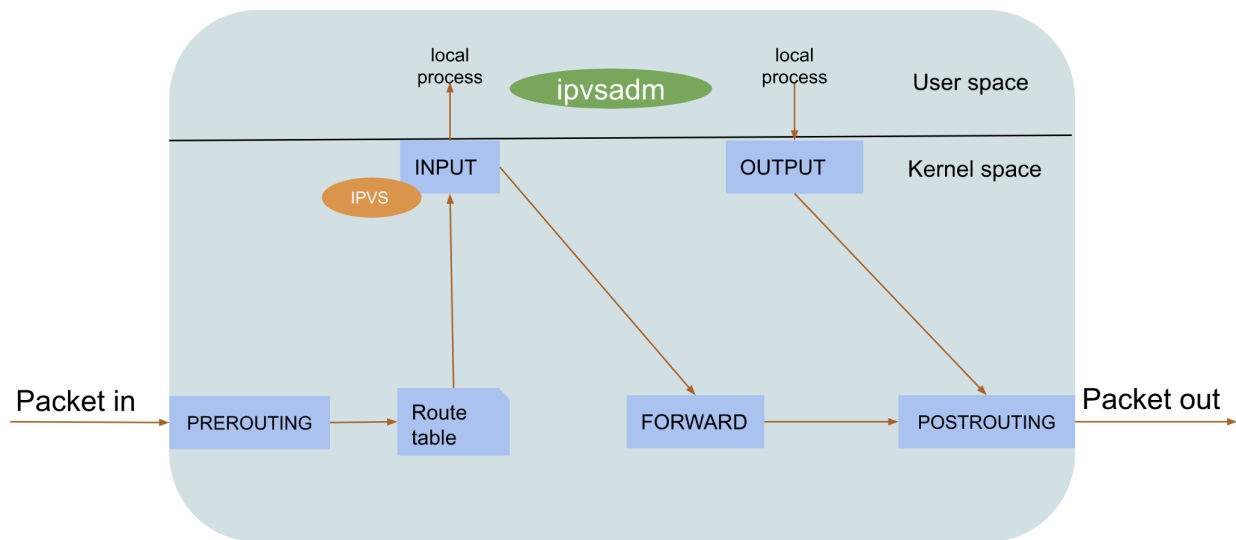 local
process
ipvsadm
local
process
User space
INPUT
OUTPUT
Kernel space
IPVS
Packet in
PREROUTING
Route
table
FORWARD
POSTROUTING
Packet out